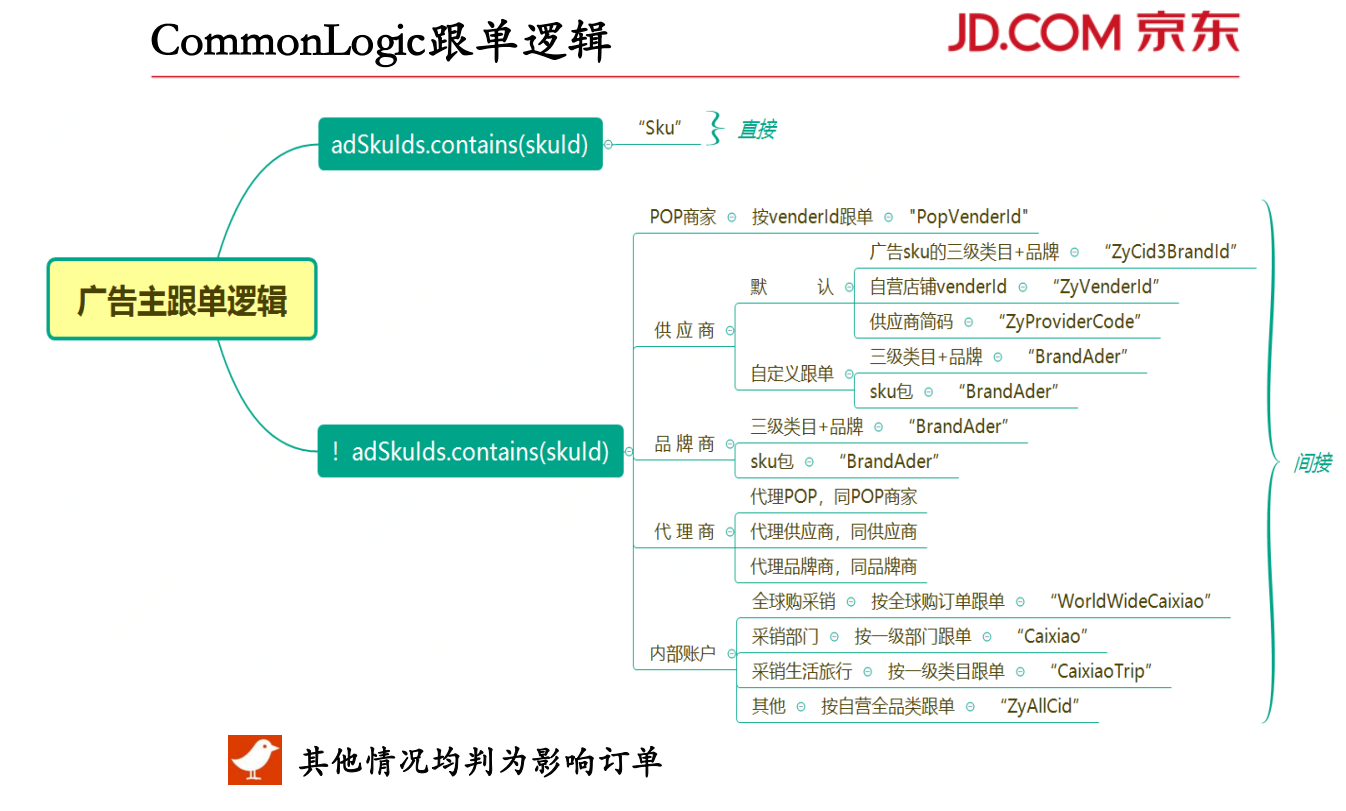 CommonLogic跟单逻辑
JD.COM 京东
广告主跟单逻辑
adSkuIds.contains(skuId)
“Sku”
直接
！adSkuIds.contains(skuId)
POP商家 按venderId跟单 "PopVenderId"
供应商
默 认
广告sku的三级类目+品牌 “ZyCid3BrandId”
自营店铺venderId “ZyVenderId”
供应商简码 “ZyProviderCode”
自定义跟单
三级类目+品牌 “BrandAder”
sku包 “BrandAder”
品牌商
三级类目+品牌 “BrandAder”
sku包 “BrandAder”
代理商
代理POP，同POP商家
代理供应商，同供应商
代理品牌商，同品牌商
内部账户
全球购采销 按全球购订单跟单 “WorldWideCaixiao”
采销部门 按一级部门跟单 “Caixiao”
采销生活旅行 按一级类目跟单 “CaixiaoTrip”
其他 按自营全品类跟单 “ZyAllCid”
间接
其他情况均判为影响订单